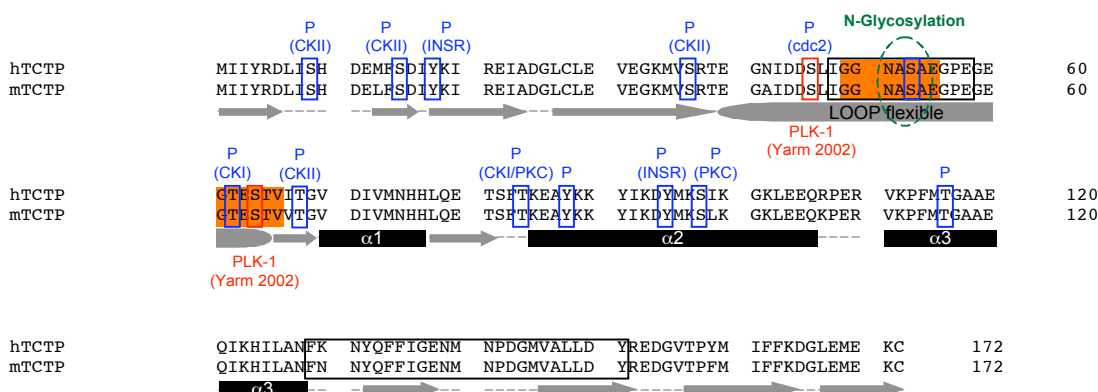 N-Glycosylation
P P P P P
(CKII) (CKII) (INSR) (CKII) (cdc2)
hTCTP MIIYRDLISH DEMFSDIYKI REIADGLCLE VEGKMVSRTE GNIDDSLIGG NASAEGPEGE 60
mTCTP MIIYRDLISH DELFSDIYKI REIADGLCLE VEGKMVSRTE GAIDDSLIGG NASAEGPEGE 60
LOOP flexible
PLK-1
(Yarm 2002)
P P P P P P P
(CKI) (CKII) (CKI/PKC) (INSR) (PKC)
hTCTP GTESTVITGV DIVMNHHLQE TSFTKEAYKK YIKDYMKSIK GKLEEQRPER VKPFMTGAAE 120
mTCTP GTESTVVTGV DIVMNHHLQE TSFTKEAYKK YIKDYMKSLK GKLEEQKPER VKPFMTGAAE 120
α1 α2 α3
PLK-1
(Yarm 2002)
hTCTP QIKHILANFK NYQFFIGENM NPDGMVALLD YREDGVTPYM IFFKDGLEME KC 172
mTCTP QIKHILANFN NYQFFIGENM NPDGMVALLD YREDGVTPFM IFFKDGLEME KC 172
α3